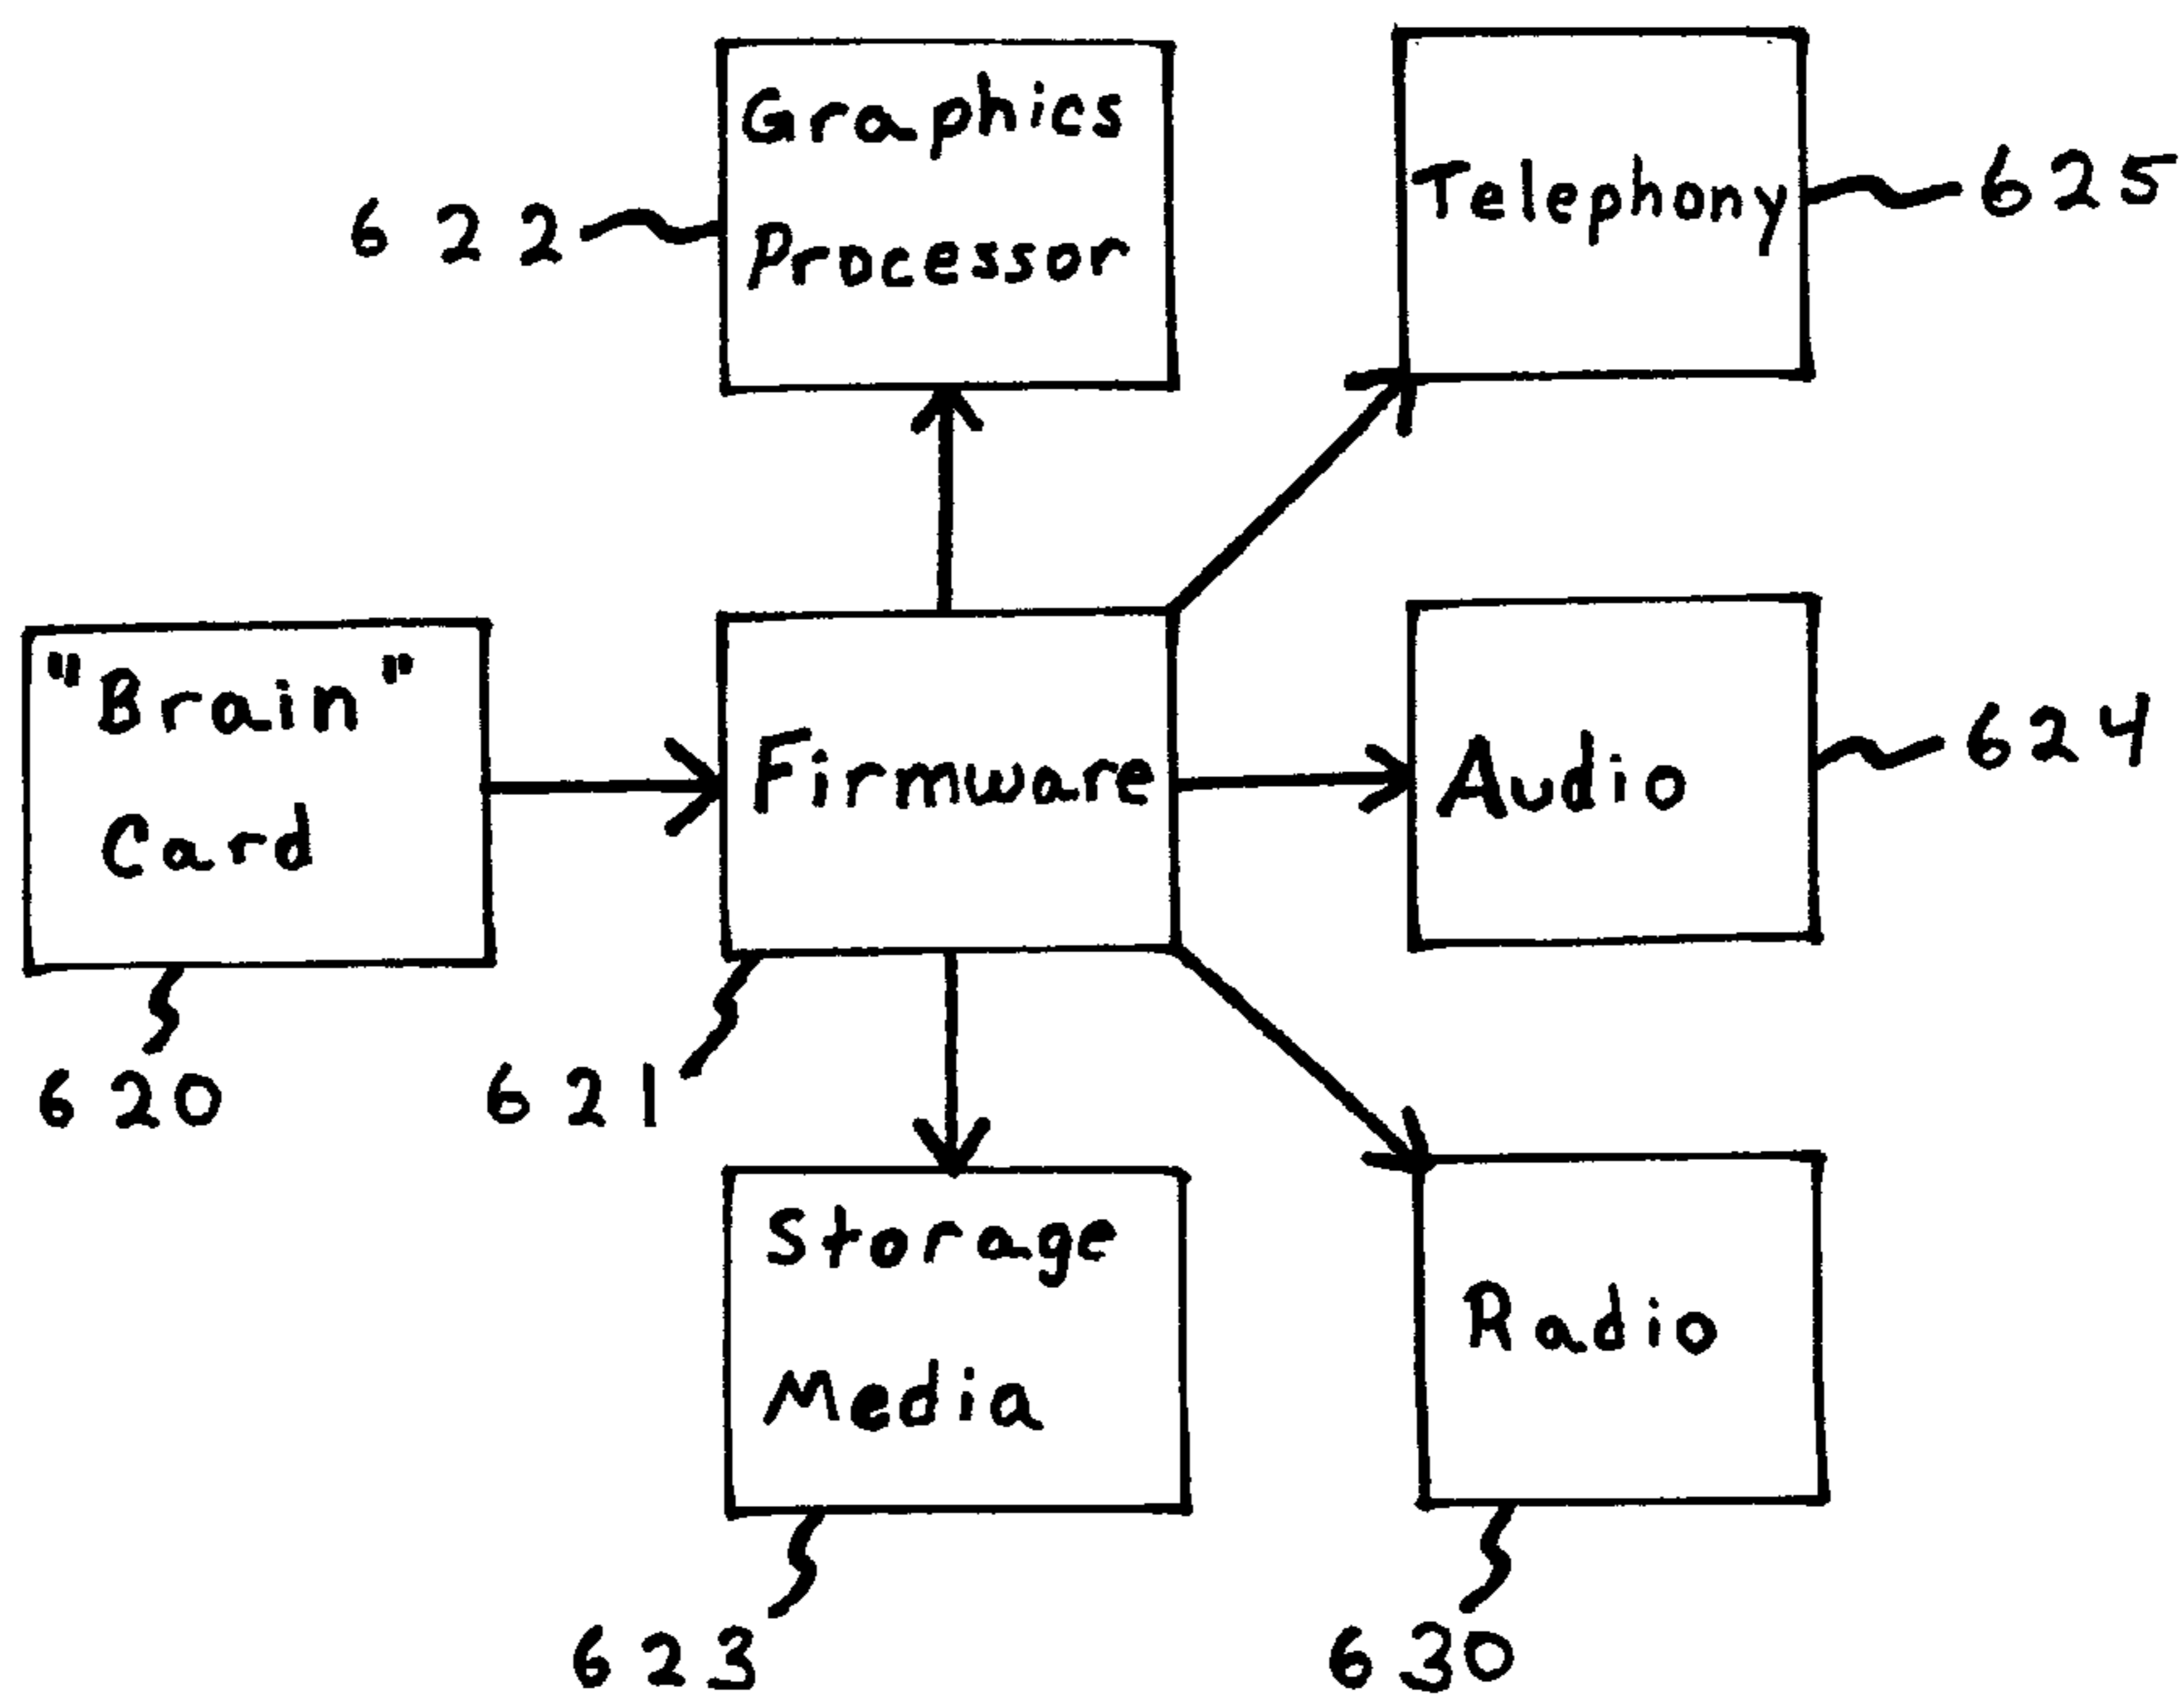 Graphics
Processor
622
Telephony
625
"Brain"
Card
620
Firmware
621
Audio
624
Storage
Media
623
Radio
630